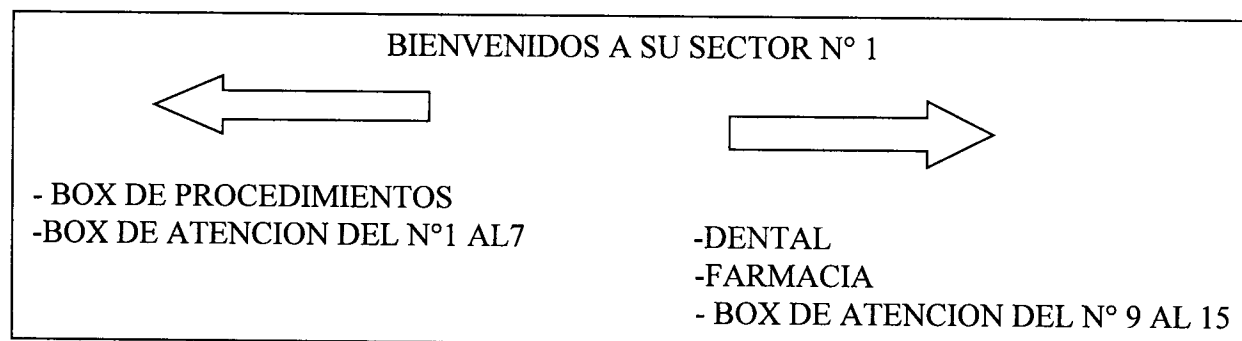 BIENVENIDOS A SU SECTOR N° 1
- BOX DE PROCEDIMIENTOS
-BOX DE ATENCION DEL N°1 AL7
-DENTAL
-FARMACIA
- BOX DE ATENCION DEL N° 9 AL 15